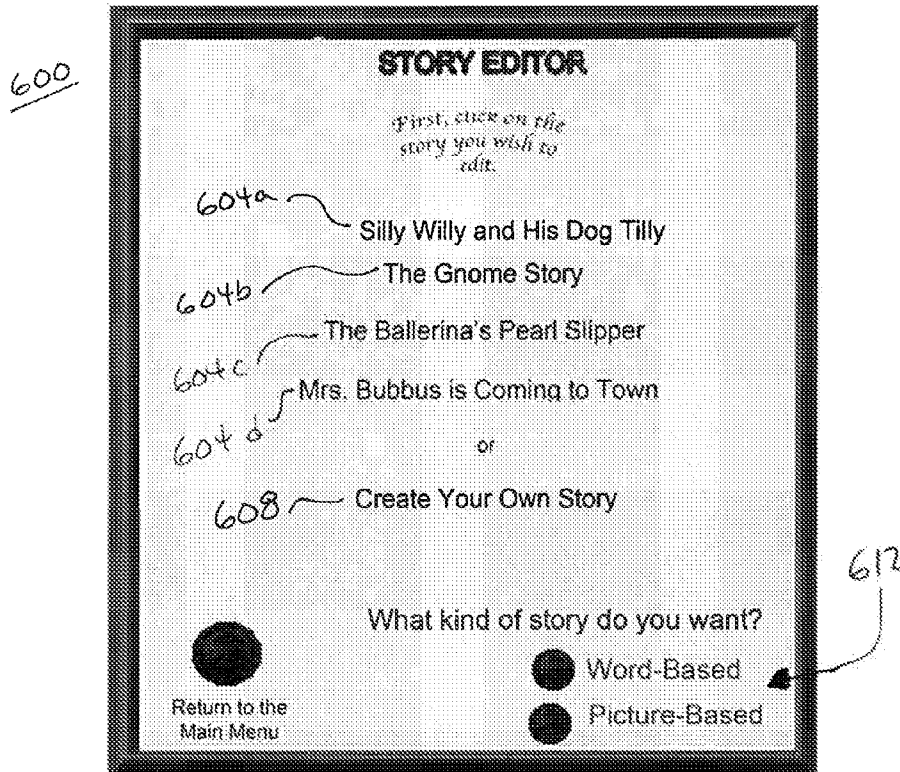 600
STORY EDITOR
First, click on the
story you wish to
edit.
604a
Silly Willy and His Dog Tilly
604b
The Gnome Story
604c
The Ballerina's Pearl Slipper
604d
Mrs. Bubbus is Coming to Town
or
608
Create Your Own Story
612
What kind of story do you want?
Word-Based
Picture-Based
Return to the
Main Menu